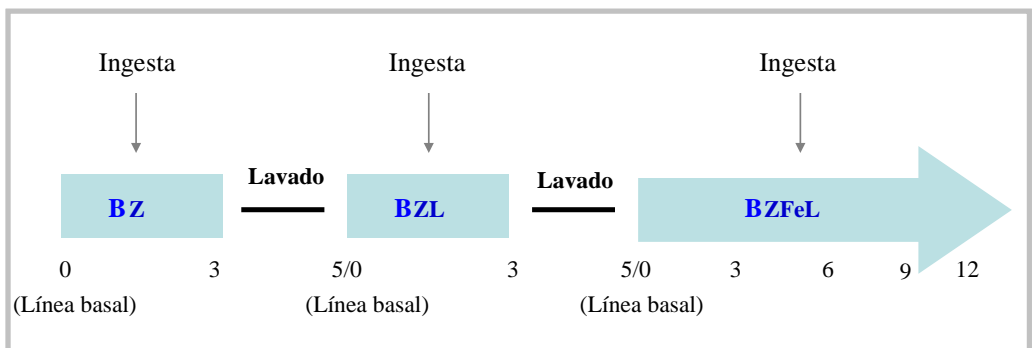 Ingesta Ingesta Ingesta
Lavado Lavado
BZ BZL BZFeL
0 3 5/0 3 5/0 3 6 9 12
(Línea basal) (Línea basal) (Línea basal)